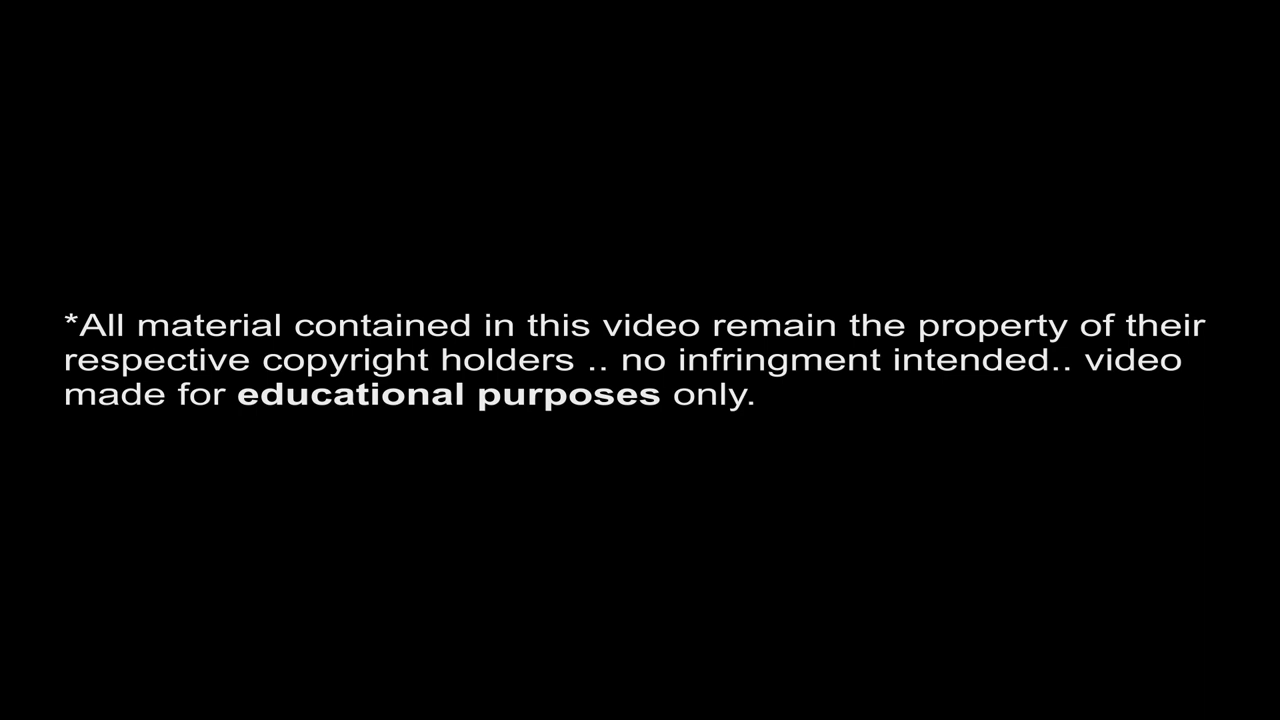 *All material contained in this video remain the property of their
respective copyright holders .. no infringment intended.. video
made for educational purposes only.